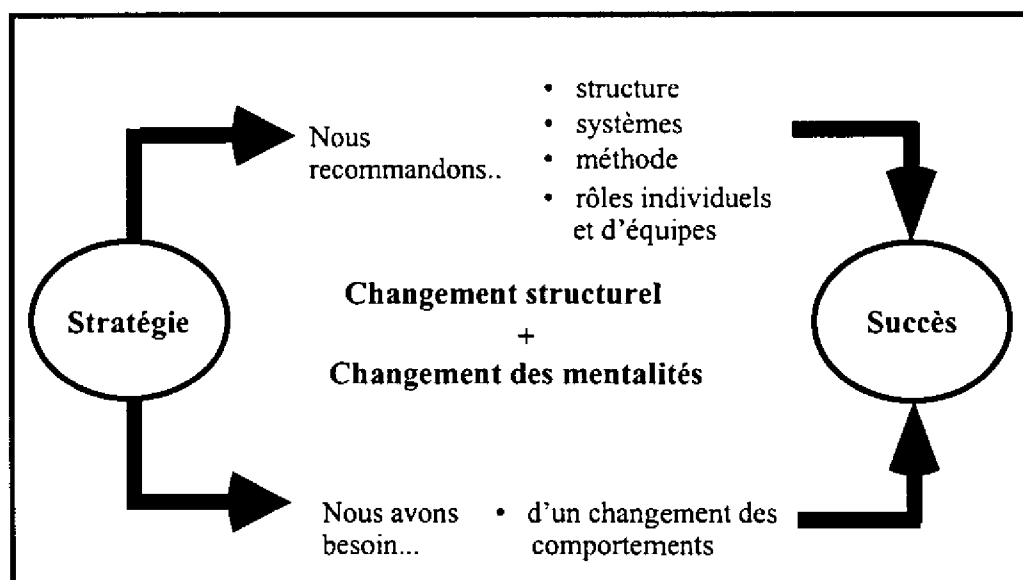 • structure
• systèmes
• méthode
• rôles individuels
et d'équipes
Nous
recommandons..
Stratégie
Changement structurel
+
Changement des mentalités
Succès
Nous avons
besoin...
• d'un changement des
comportements